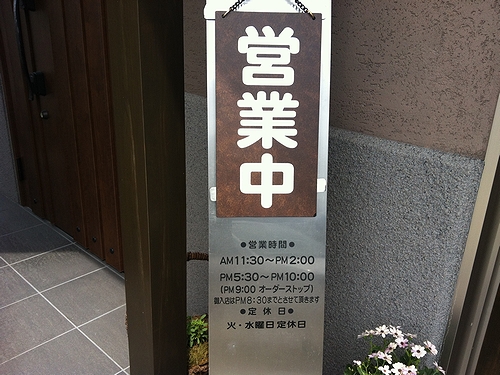 営業中
●営業時間●
AM11:30〜PM2:00
PM5:30〜PM10:00
(PM9:00 オーダーストップ)
御入店はPM8:30までとさせて頂きます
●定休日●
火・水曜日定休日